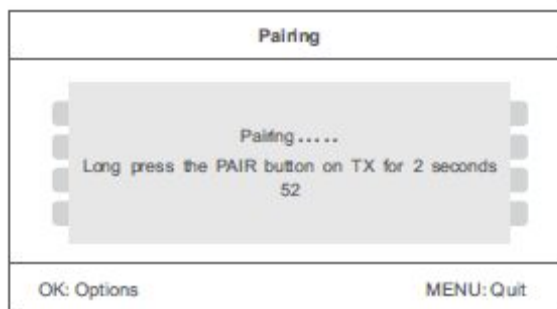 Pairing
Pairing.....
Long press the PAIR button on TX for 2 seconds
52
OK: Options
MENU: Quit